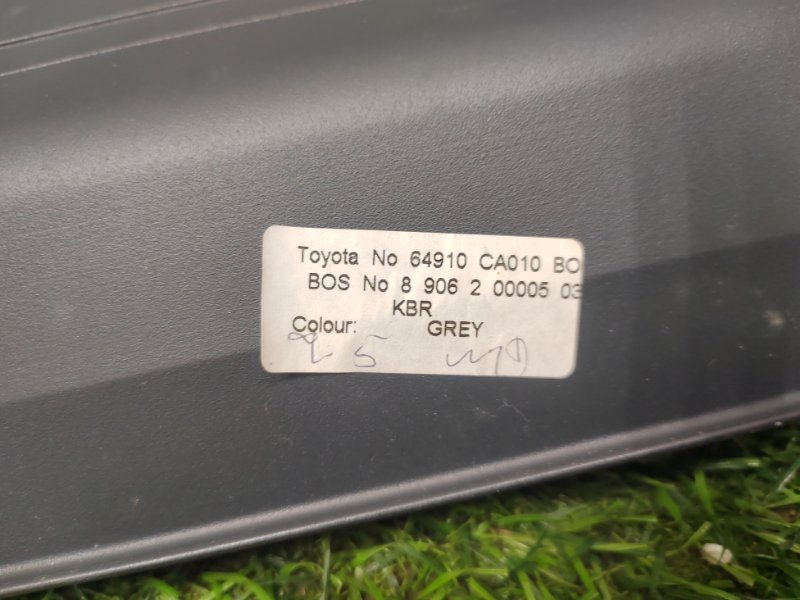 Toyota No 64910 CA010 BO
BOS No 8 906 2 00005 03
KBR
Colour: GREY